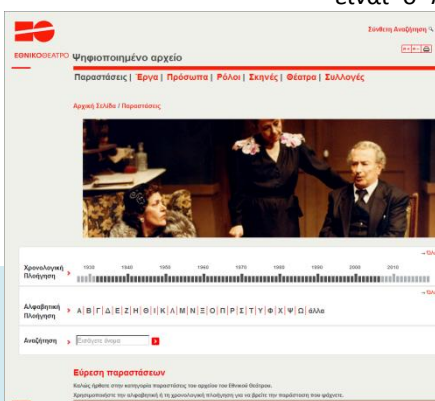 είναι ο
Σύνθετη Αναζήτηση
ΕΘΝΙΚΟΘΕΑΤΡΟ
Ψηφιοποιημένο αρχείο
Παραστάσεις | Έργα | Πρόσωπα | Ρόλοι | Σκηνές | Θέατρα | Συλλογές
Αρχική Σελίδα / Παραστάσεις
Χρονολογική Πλοήγηση
1930 1940 1950 1960 1970 1980 1990 2000 2010
Αλφαβητική Πλοήγηση
Α|Β|Γ|Δ|Ε|Ζ|Η|Θ|Ι|Κ|Λ|Μ|Ν|Ξ|Ο|Π|Ρ|Σ|Τ|Υ|Φ|Χ|Ψ|Ω|άλλα
Αναζήτηση
Εισάγετε όνομα
Εύρεση παραστάσεων
Καλώς ήρθατε στην κατηγορία παραστάσεις του αρχείου του Εθνικού Θεάτρου.
Χρησιμοποιήστε την αλφαβητική ή τη χρονολογική πλοήγηση για να βρείτε την παράσταση που ψάχνετε.